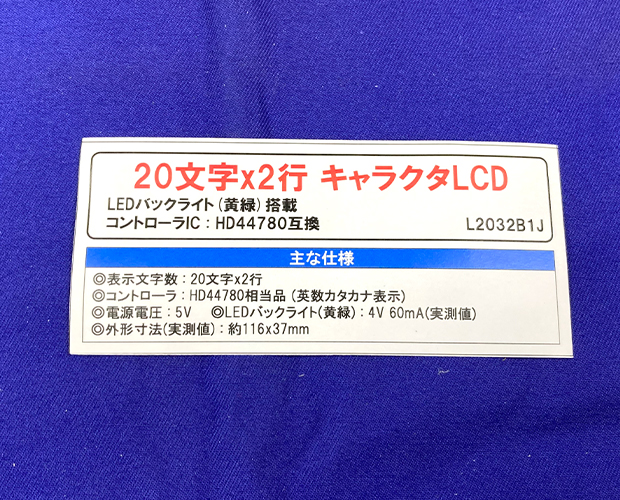 20文字x2行 キャラクタLCD
LEDバックライト(黄緑)搭載
コントローラIC:HD44780互換 L2032B1J
主な仕様
◎表示文字数:20文字x2行
◎コントローラ:HD44780相当品(英数カタカナ表示)
◎電源電圧:5V ◎LEDバックライト(黄緑):4V 60mA(実測値)
◎外形寸法(実測値):約116x37mm